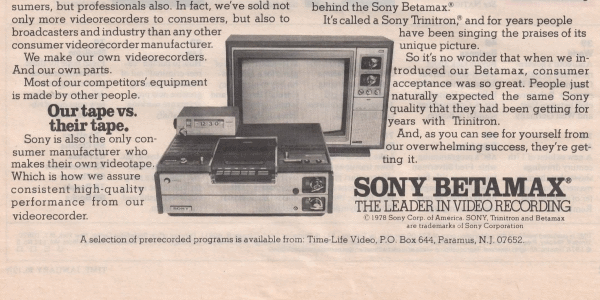 sumers, but professionals also. In fact, we've sold not
only more videorecorders to consumers, but also to
broadcasters and industry than any other
consumer videorecorder manufacturer.
We make our own videorecorders.
And our own parts.
Most of our competitors' equipment
is made by other people.
Our tape vs.
their tape.
Sony is also the only con-
sumer manufacturer who
makes their own videotape.
Which is how we assure
consistent high-quality
performance from our
videorecorder.
behind the Sony Betamax.®
It's called a Sony Trinitron,® and for years people
have been singing the praises of its
unique picture.
So it's no wonder that when we in-
troduced our Betamax, consumer
acceptance was so great. People just
naturally expected the same Sony
quality that they had been getting for
years with Trinitron.
And, as you can see for yourself from
our overwhelming success, they're get-
ting it.
SONY
SONY BETAMAX®
THE LEADER IN VIDEO RECORDING
© 1978 Sony Corp. of America. SONY, Trinitron and Betamax
are trademarks of Sony Corporation
A selection of prerecorded programs is available from: Time-Life Video, P.O. Box 644, Paramus, N.J. 07652.